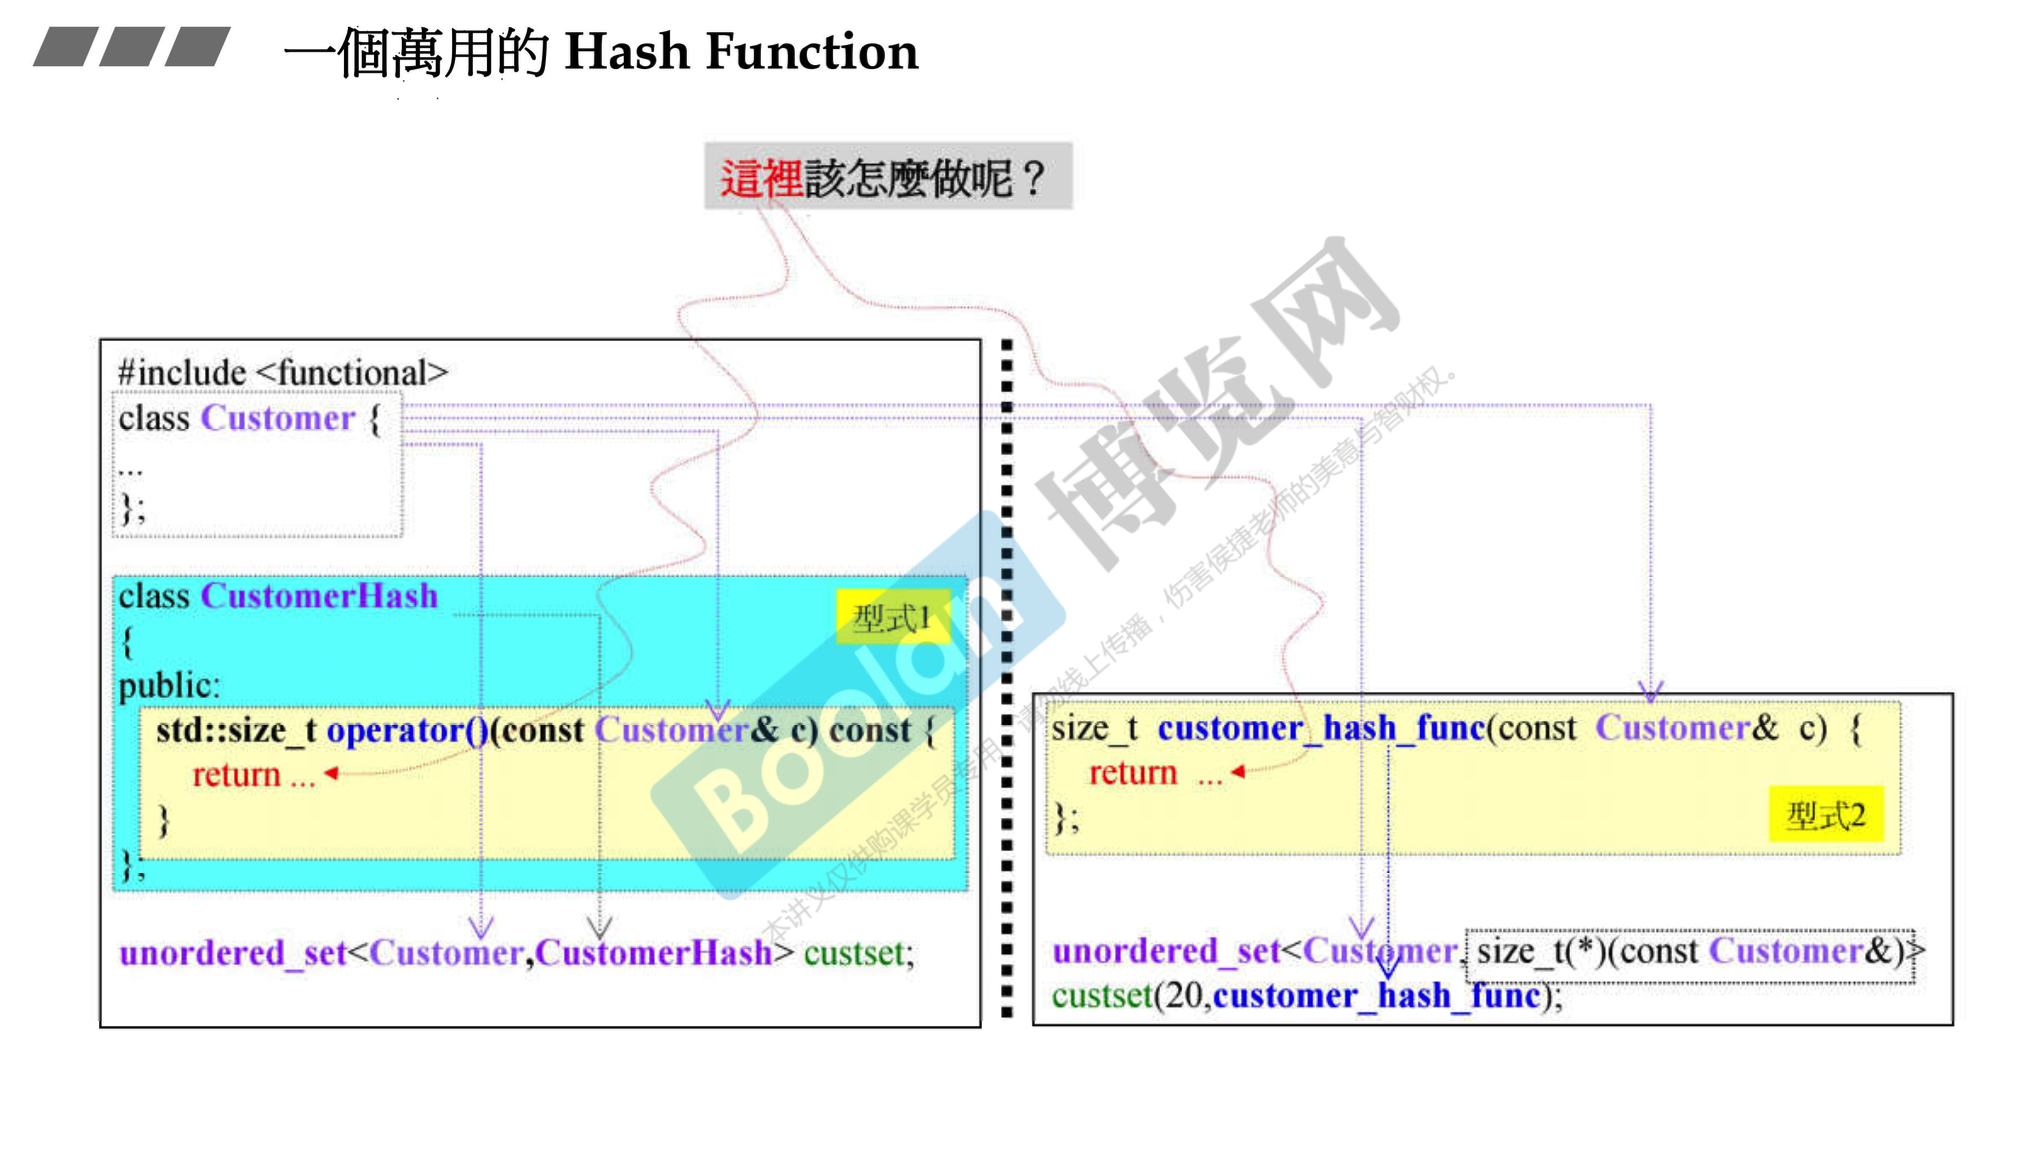 一個萬用的 Hash Function
這裡該怎麼做呢？
#include <functional>
class Customer {
...
};
class CustomerHash
型式1
{
public:
std::size_t operator()(const Customer& c) const {
return ...
}
};
unordered_set<Customer,CustomerHash> custset;
size_t customer_hash_func(const Customer& c) {
return ...
};
型式2
unordered_set<Customer, size_t(*)(const Customer&)>
custset(20,customer_hash_func);
Boolan
博览网
本讲义仅供购课学员专用，请勿线上传播，伤害侯捷老师的美意与智财权。